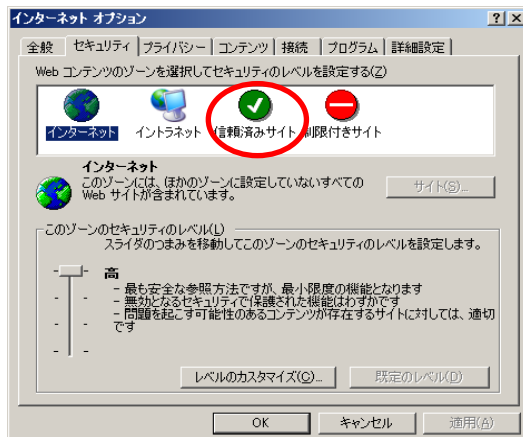 インターネット オプション
全般 セキュリティ プライバシー コンテンツ 接続 プログラム 詳細設定
Web コンテンツのゾーンを選択してセキュリティのレベルを設定する(Z)
インターネット イントラネット 信頼済みサイト 制限付きサイト
インターネット
このゾーンには、ほかのゾーンに設定していないすべての
Web サイトが含まれています。
サイト(S)...
このゾーンのセキュリティのレベル(L)
スライダのつまみを移動してこのゾーンのセキュリティのレベルを設定します。
高
- 最も安全な参照方法ですが、最小限度の機能となります
- 無効となるセキュリティで保護された機能はわずかです
- 問題を起こす可能性のあるコンテンツが存在するサイトに対しては、適切
です
レベルのカスタマイズ(C)... 既定のレベル(D)
OK キャンセル 適用(A)